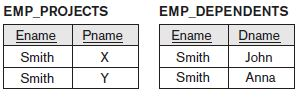 EMP_PROJECTS EMP_DEPENDENTS
Ename Pname Ename Dname
Smith X Smith John
Smith Y Smith Anna